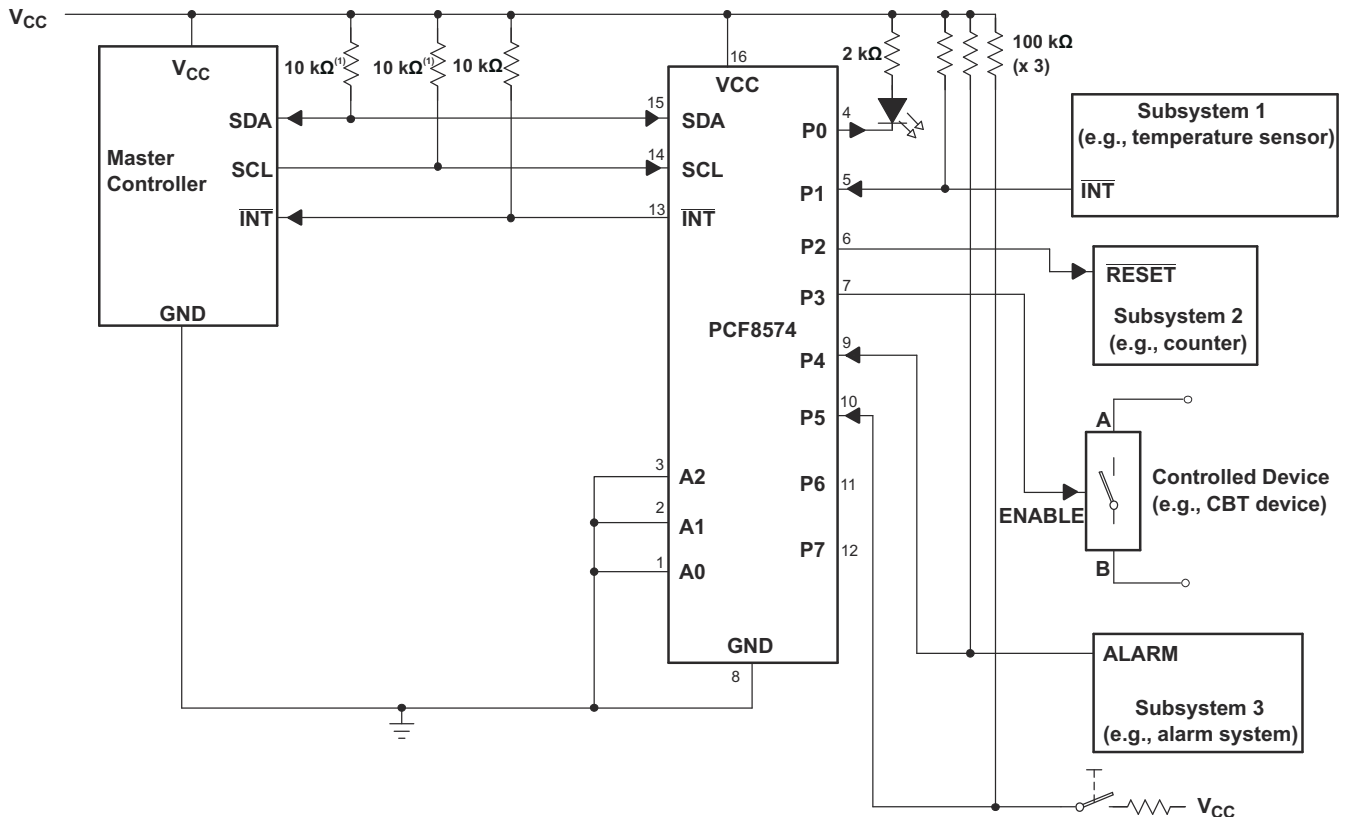 VCC
VCC
10 kΩ(1)
10 kΩ(1)
10 kΩ
2 kΩ
100 kΩ
(x 3)
Master
Controller
SDA
SCL
INT
GND
16
VCC
15
SDA
14
SCL
13
INT
PCF8574
3
A2
2
A1
1
A0
GND
8
P0
4
P1
5
P2
6
P3
7
P4
9
P5
10
P6
11
P7
12
Subsystem 1
(e.g., temperature sensor)
INT
RESET
Subsystem 2
(e.g., counter)
A
Controlled Device
(e.g., CBT device)
ENABLE
B
ALARM
Subsystem 3
(e.g., alarm system)
VCC